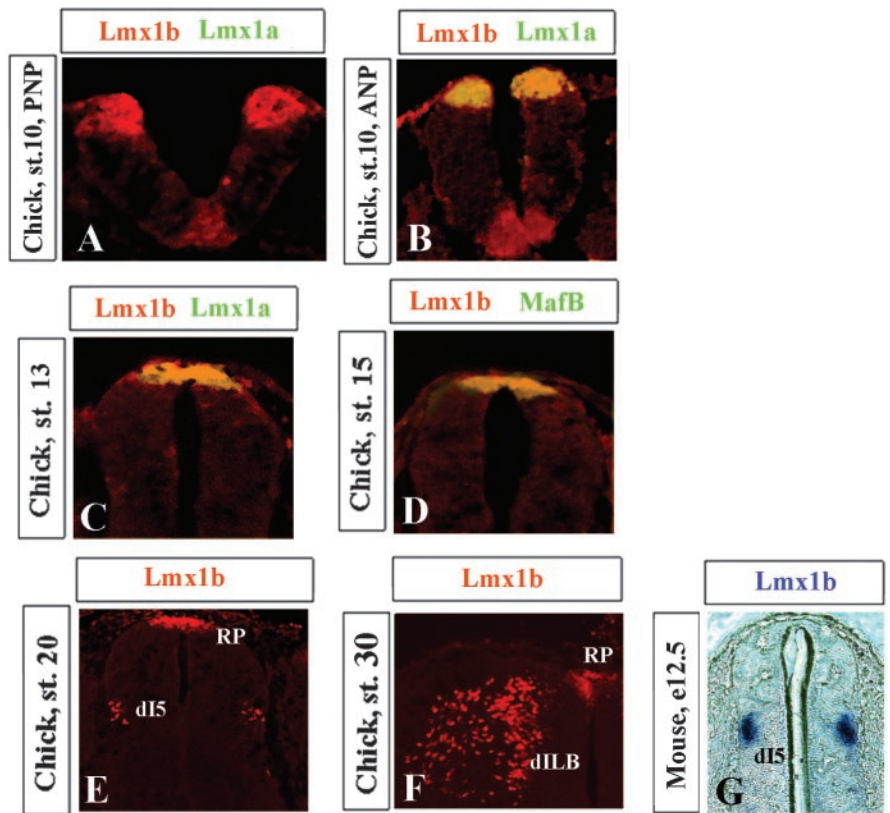 Lmx1b Lmx1a
Chick, st.10, PNP
A
Lmx1b Lmx1a
Chick, st.10, ANP
B
Lmx1b Lmx1a
Chick, st. 13
C
Lmx1b MafB
Chick, st. 15
D
Lmx1b
Chick, st. 20
RP
dI5
E
Lmx1b
Chick, st. 30
RP
dILB
F
Lmx1b
Mouse, e12.5
dI5
G